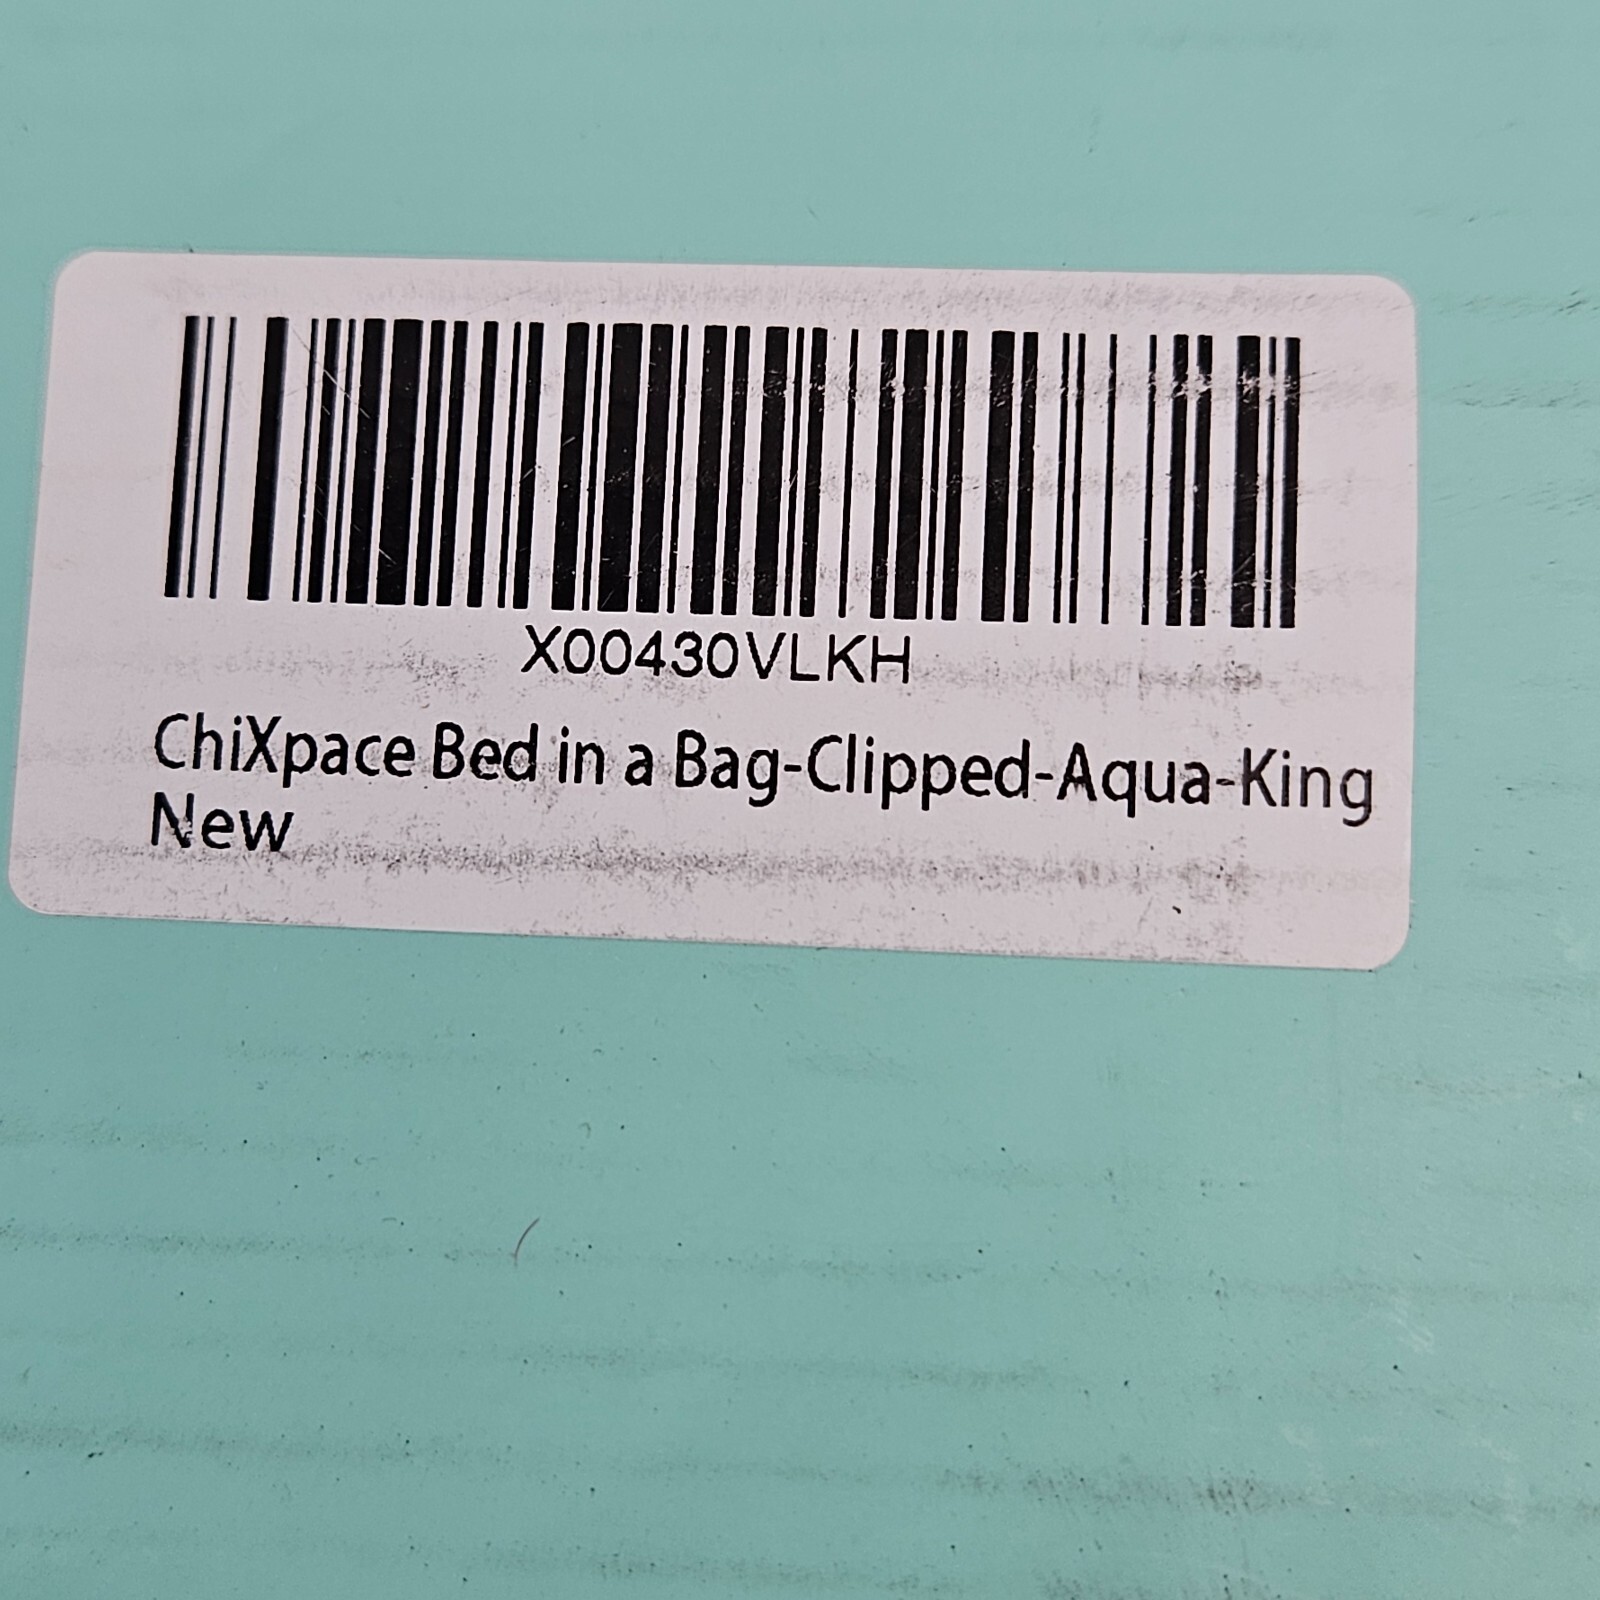 X00430VLKH
ChiXpace Bed in a Bag-Clipped-Aqua-King
New